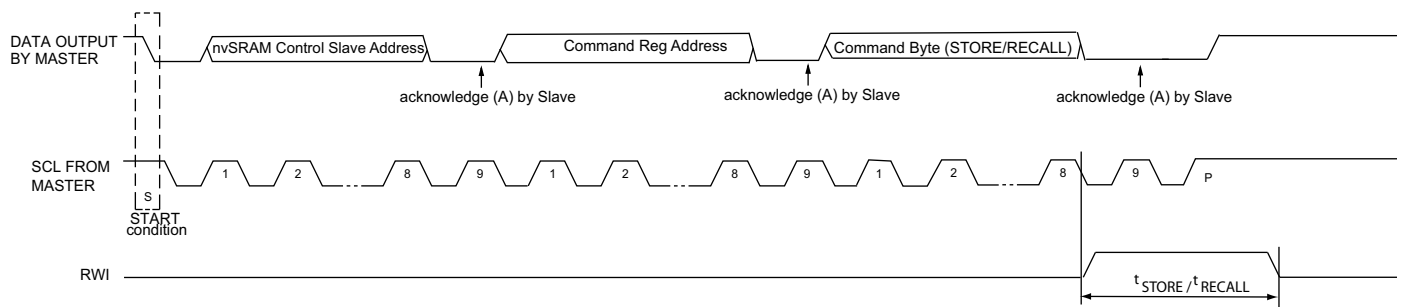 DATA OUTPUT
BY MASTER
nvSRAM Control Slave Address
Command Reg Address
Command Byte (STORE/RECALL)
acknowledge (A) by Slave
acknowledge (A) by Slave
acknowledge (A) by Slave
SCL FROM
MASTER
1 2 8 9 1 2 8 9 1 2 8 9 P
S
START
condition
RWI
tSTORE/tRECALL